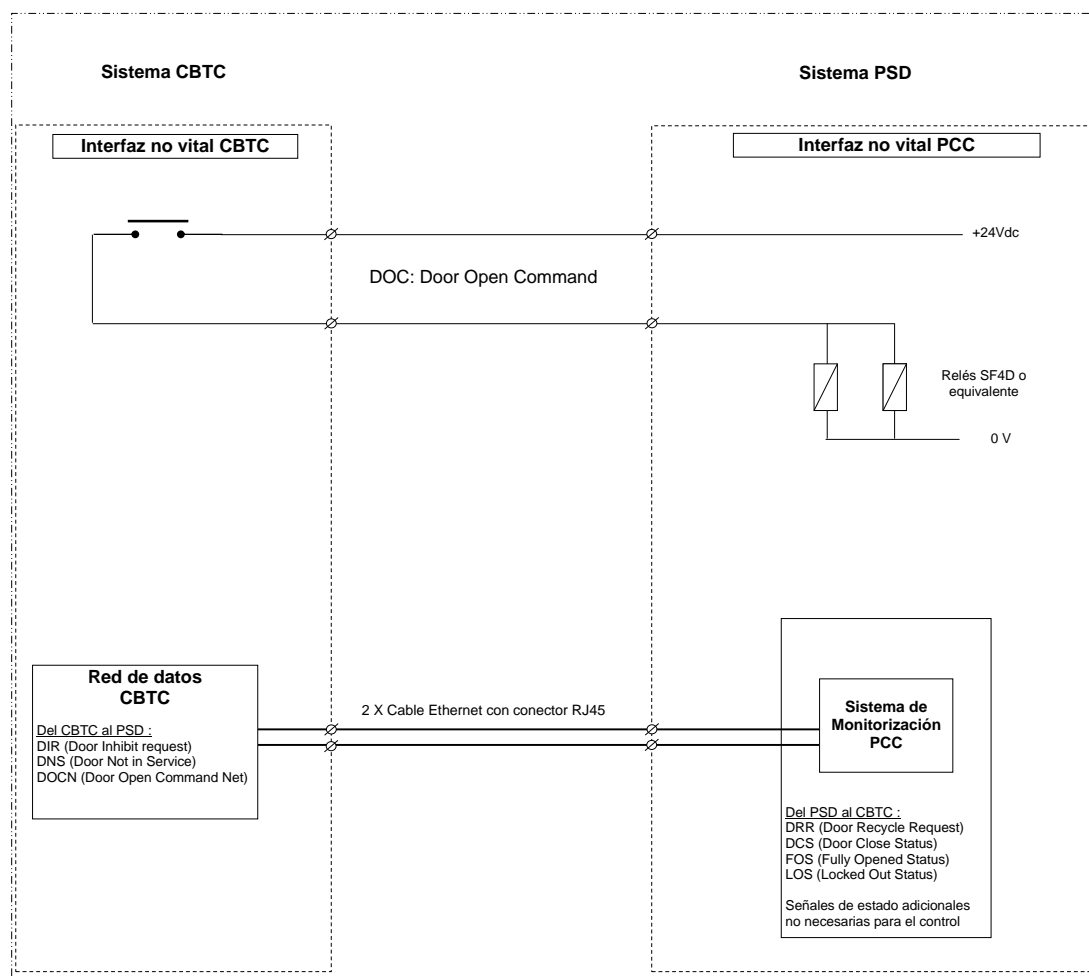 Sistema CBTC
Sistema PSD
Interfaz no vital CBTC
Interfaz no vital PCC
+24Vdc
DOC: Door Open Command
Relés SF4D o
equivalente
0 V
Red de datos
CBTC
Del CBTC al PSD :
DIR (Door Inhibit request)
DNS (Door Not in Service)
DOCN (Door Open Command Net)
2 X Cable Ethernet con conector RJ45
Sistema de
Monitorización
PCC
Del PSD al CBTC :
DRR (Door Recycle Request)
DCS (Door Close Status)
FOS (Fully Opened Status)
LOS (Locked Out Status)
Señales de estado adicionales
no necesarias para el control